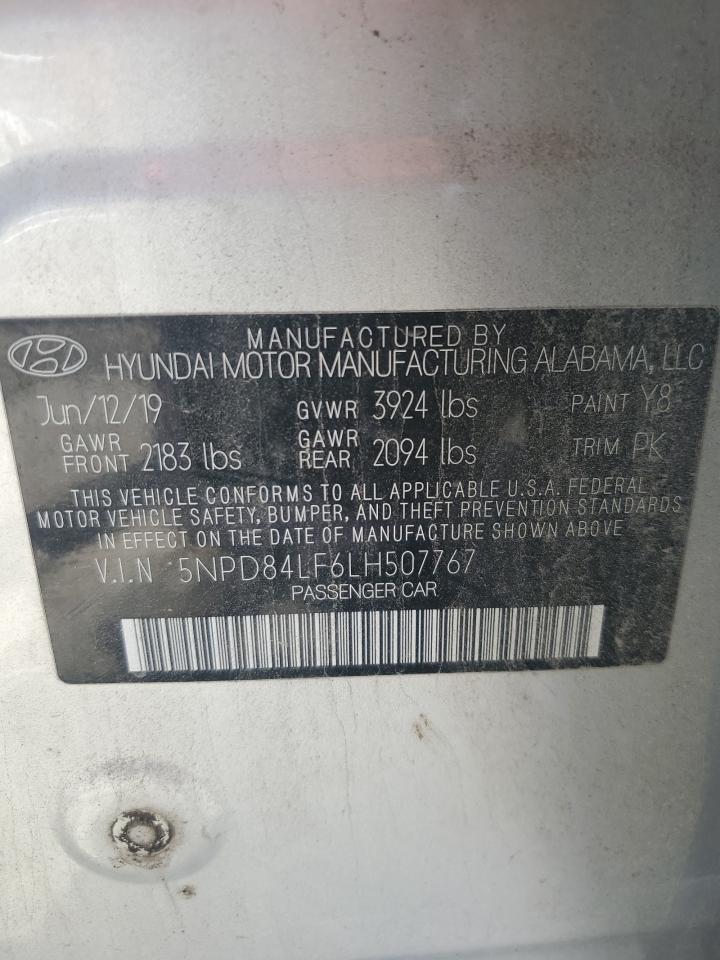 MANUFACTURED BY
HYUNDAI MOTOR MANUFACTURING ALABAMA, LLC
Jun/12/19 GVWR 3924 lbs PAINT Y8
GAWR FRONT 2183 lbs GAWR REAR 2094 lbs TRIM PK
THIS VEHICLE CONFORMS TO ALL APPLICABLE U.S.A. FEDERAL
MOTOR VEHICLE SAFETY, BUMPER, AND THEFT PREVENTION STANDARDS
IN EFFECT ON THE DATE OF MANUFACTURE SHOWN ABOVE
V.I.N 5NPD84LF6LH507767
PASSENGER CAR